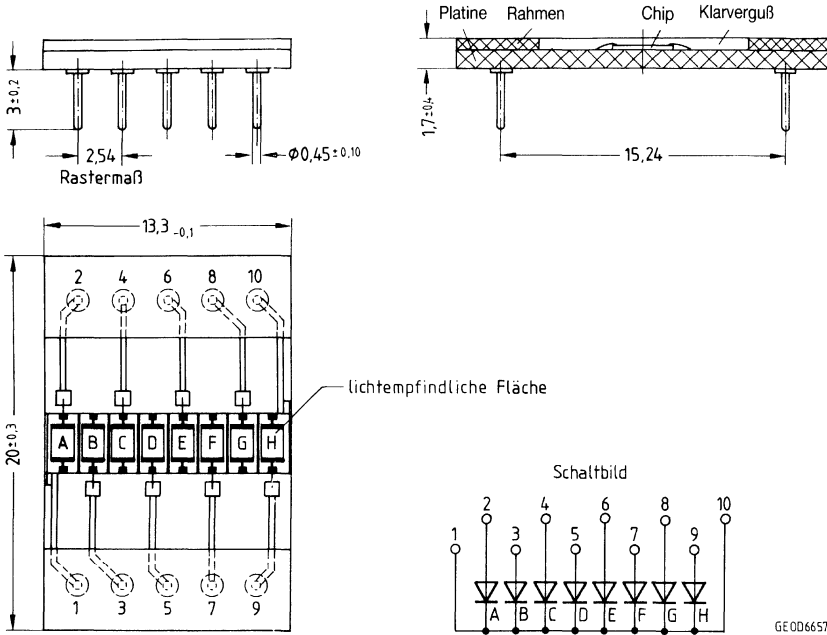 Platine Rahmen Chip Klarverguß
3±0,2
2,54
Rastermaß
Φ0,45±0,10
1,7±0,4
15,24
13,3 -0,1
2 4 6 8 10
lichtempfindliche Fläche
20±0,3
A B C D E F G H
1 3 5 7 9
Schaltbild
2 4 6 8 10
1 3 5 7 9
A B C D E F G H
GEOD6657